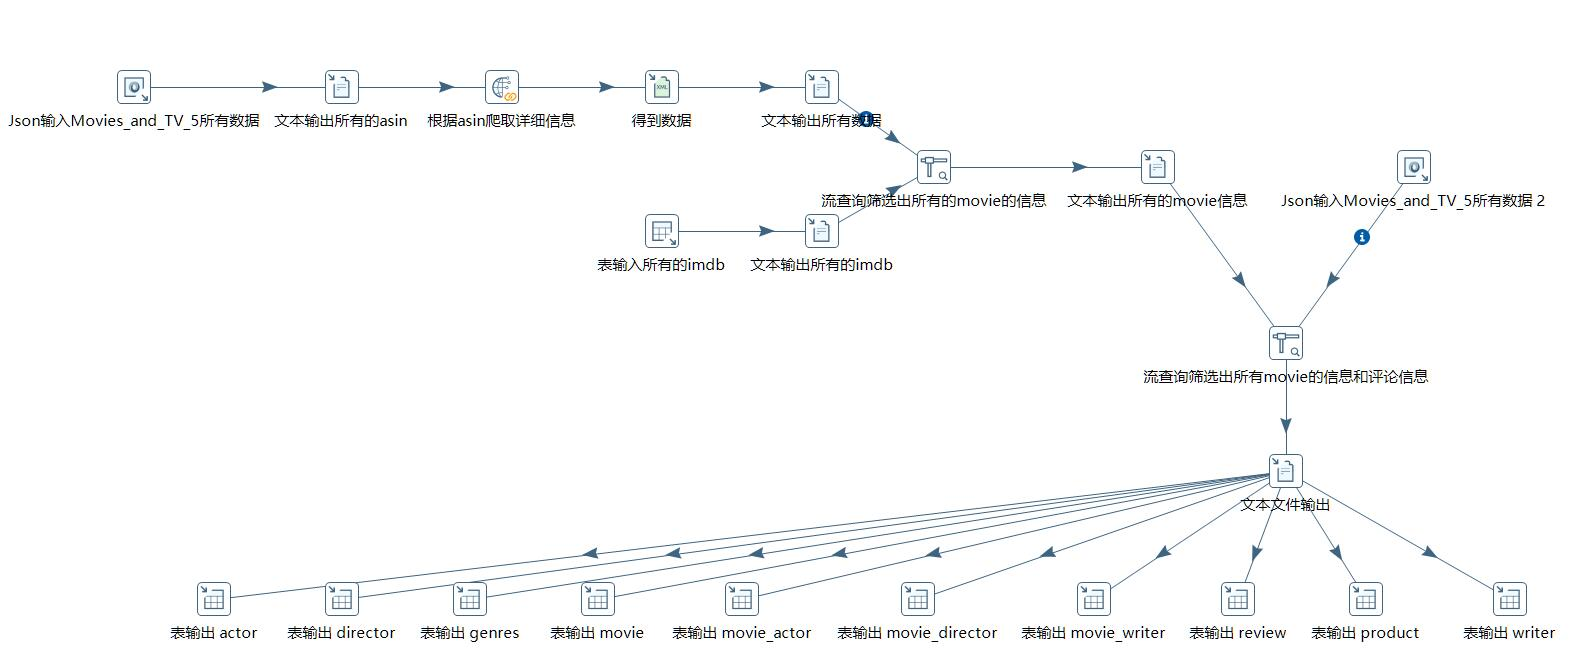 Json输入Movies_and_TV_5所有数据
文本输出所有的asin
根据asin爬取详细信息
得到数据
文本输出所有数据
流查询筛选出所有的movie的信息
文本输出所有的movie信息
Json输入Movies_and_TV_5所有数据 2
表输入所有的imdb
文本输出所有的imdb
流查询筛选出所有movie的信息和评论信息
文本文件输出
表输出 actor
表输出 director
表输出 genres
表输出 movie
表输出 movie_actor
表输出 movie_director
表输出 movie_writer
表输出 review
表输出 product
表输出 writer